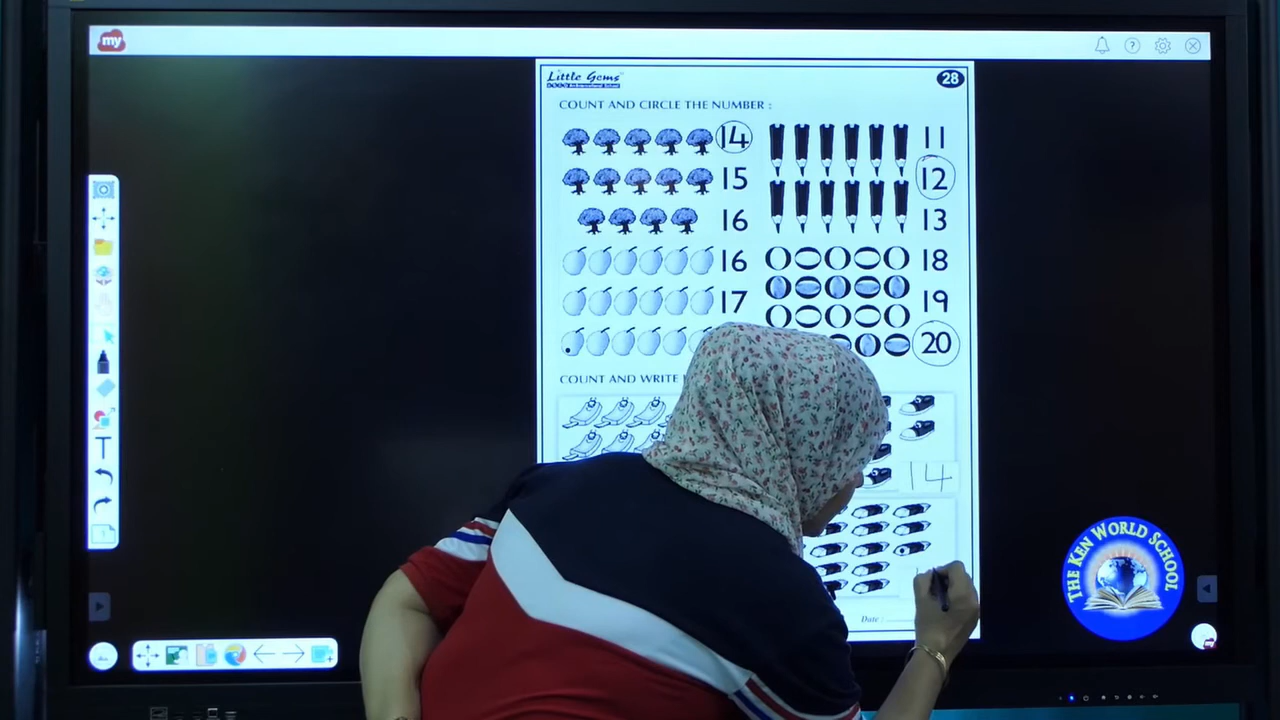 my
Little Gems
28
COUNT AND CIRCLE THE NUMBER :
14
15
16
11
12
13
16
17
18
19
20
COUNT AND WRITE
14
Date :
THE KEN WORLD SCHOOL